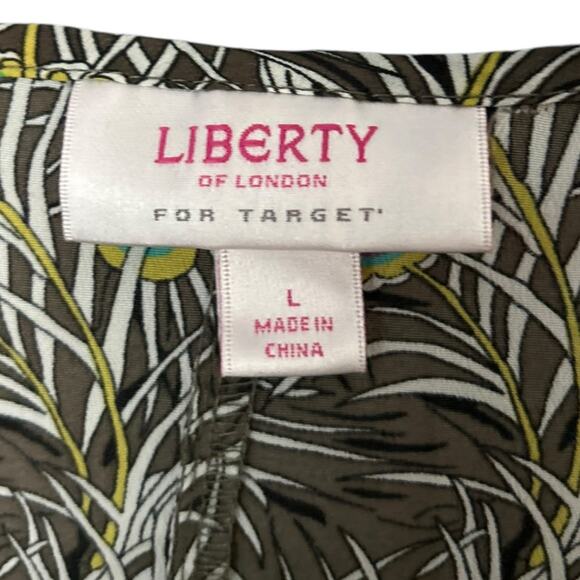 LIBERTY
OF LONDON
FOR TARGET'
L
MADE IN
CHINA